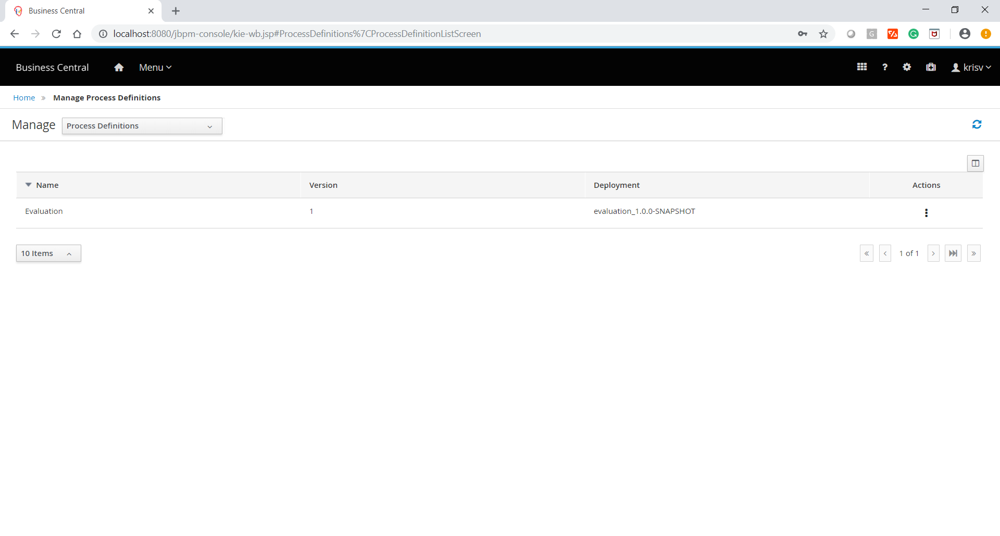 Business Central
localhost:8080/jbpm-console/kie-wb.jsp#ProcessDefinitions%7CProcessDefinitionListScreen
Business Central Menu ? krisv
Home » Manage Process Definitions
Manage Process Definitions
Name Version Deployment Actions
Evaluation 1 evaluation_1.0.0-SNAPSHOT
10 Items « < 1 of 1 > »